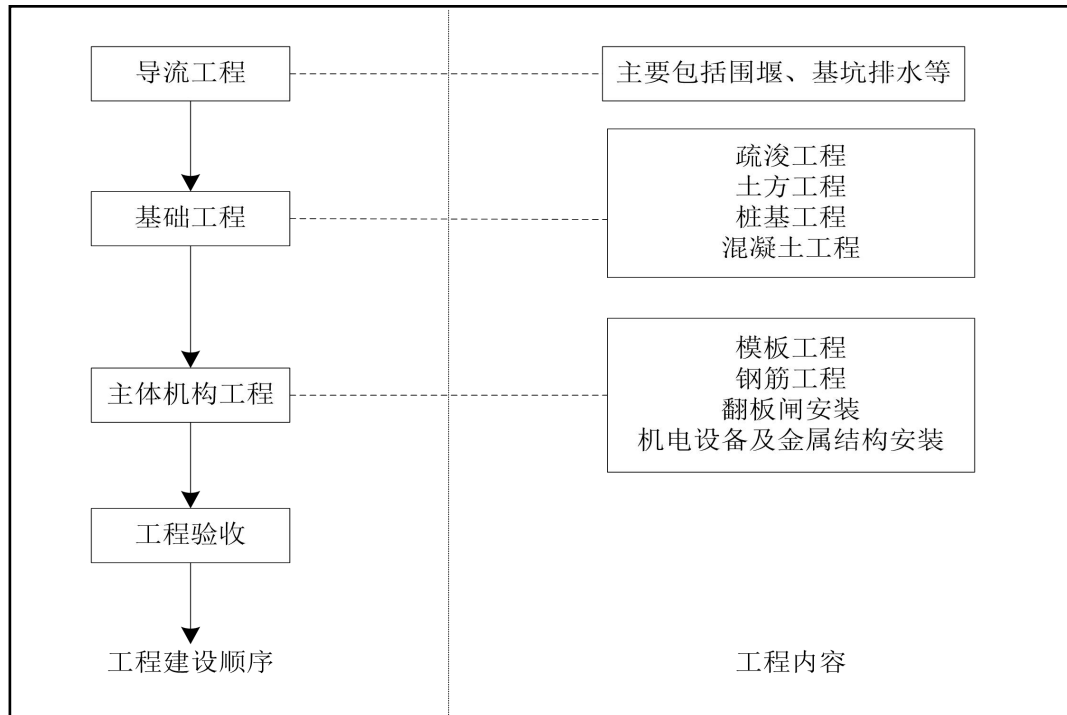 导流工程
主要包括围堰、基坑排水等
基础工程
疏浚工程
土方工程
桩基工程
混凝土工程
主体机构工程
模板工程
钢筋工程
翻板闸安装
机电设备及金属结构安装
工程验收
工程建设顺序
工程内容